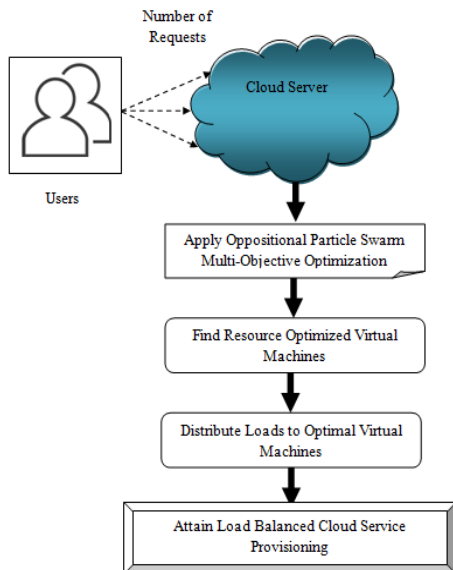 Number of
Requests
Cloud Server
Users
Apply Oppositional Particle Swarm
Multi-Objective Optimization
Find Resource Optimized Virtual
Machines
Distribute Loads to Optimal Virtual
Machines
Attain Load Balanced Cloud Service
Provisioning